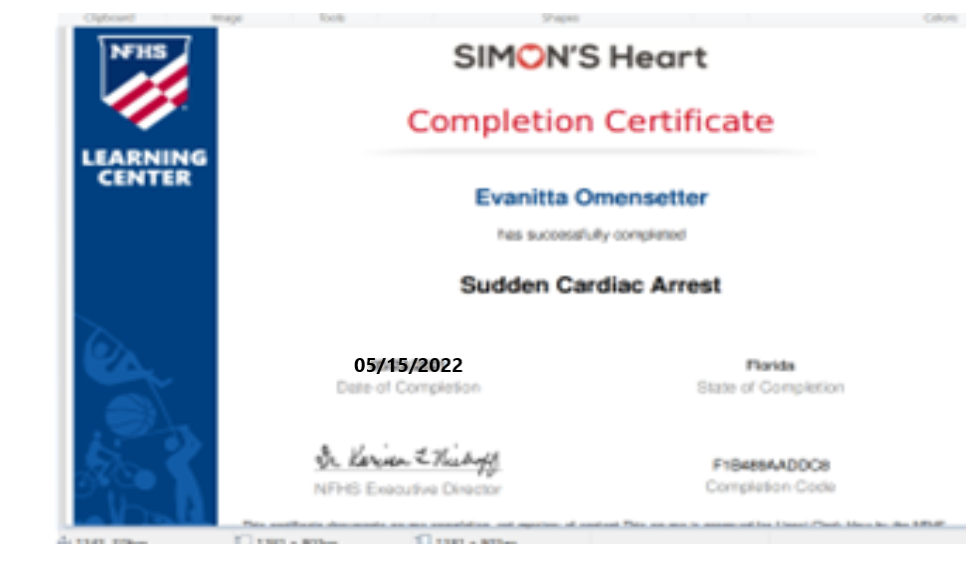 Clipboard Image Tools Shapes Colors
NFHS
LEARNING
CENTER
SIMON'S Heart
Completion Certificate
Evanitta Omensetter
has successfully completed
Sudden Cardiac Arrest
05/15/2022
Date of Completion
Florida
State of Completion
NFHS Executive Director
Completion Code